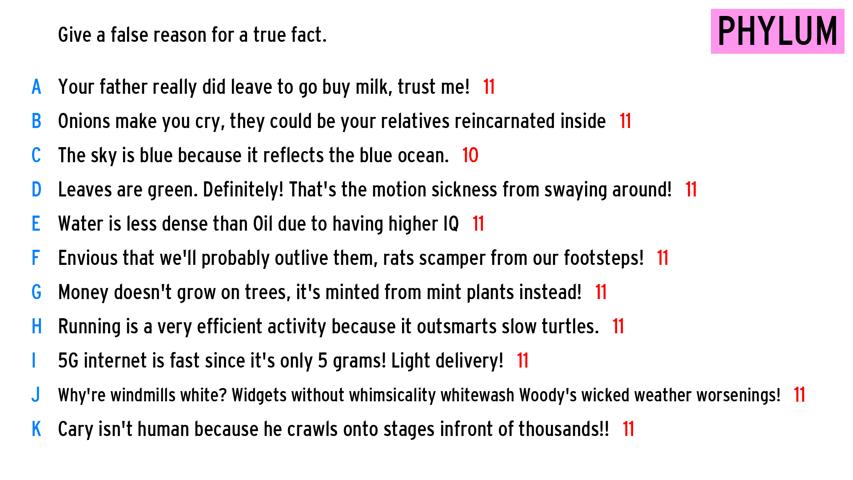 Give a false reason for a true fact.
PHYLUM
A Your father really did leave to go buy milk, trust me! 11
B Onions make you cry, they could be your relatives reincarnated inside 11
C The sky is blue because it reflects the blue ocean. 10
D Leaves are green. Definitely! That's the motion sickness from swaying around! 11
E Water is less dense than Oil due to having higher IQ 11
F Envious that we'll probably outlive them, rats scamper from our footsteps! 11
G Money doesn't grow on trees, it's minted from mint plants instead! 11
H Running is a very efficient activity because it outsmarts slow turtles. 11
I 5G internet is fast since it's only 5 grams! Light delivery! 11
J Why're windmills white? Widgets without whimsicality whitewash Woody's wicked weather worsenings! 11
K Cary isn't human because he crawls onto stages infront of thousands!! 11